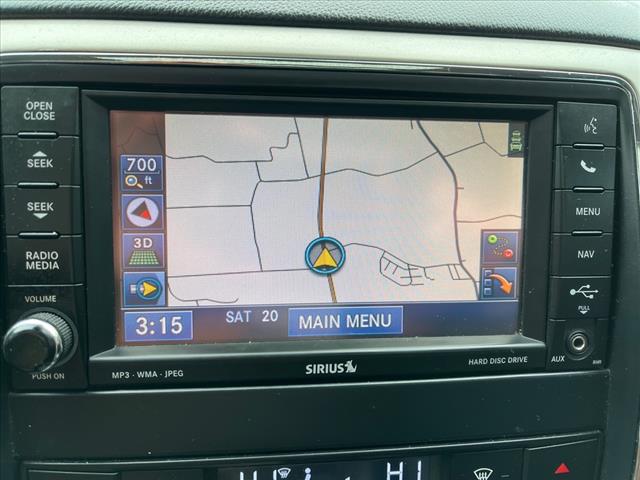 OPEN
CLOSE
SEEK
SEEK
RADIO
MEDIA
VOLUME
PUSH ON
700
ft
3D
3:15
SAT 20
MAIN MENU
MP3 · WMA · JPEG
SIRIUS
HARD DISC DRIVE
MENU
NAV
PULL
AUX
HI